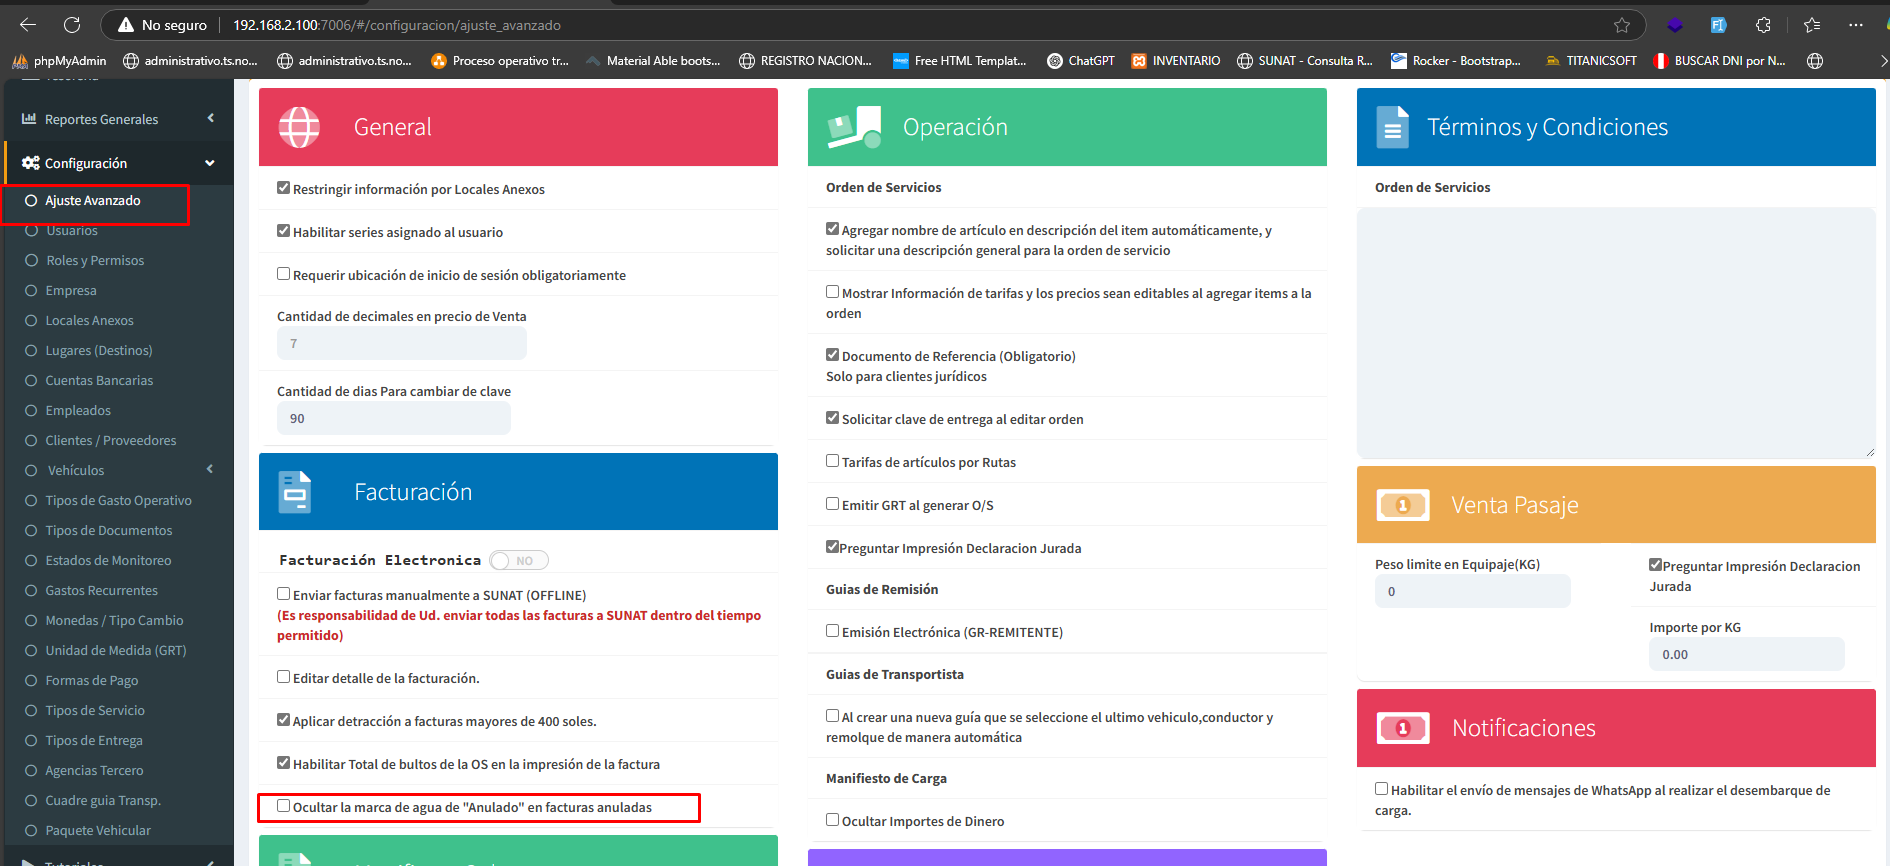 No seguro
192.168.2.100:7006/#/configuracion/ajuste_avanzado
phpMyAdmin
administrativo.ts.no...
administrativo.ts.no...
Proceso operativo tr...
Material Able boots...
REGISTRO NACION...
Free HTML Templat...
ChatGPT
INVENTARIO
SUNAT - Consulta R...
Rocker - Bootstrap...
TITANICSOFT
BUSCAR DNI por N...
Reportes Generales
Configuración
Ajuste Avanzado
Usuarios
Roles y Permisos
Empresa
Locales Anexos
Lugares (Destinos)
Cuentas Bancarias
Empleados
Clientes / Proveedores
Vehículos
Tipos de Gasto Operativo
Tipos de Documentos
Estados de Monitoreo
Gastos Recurrentes
Monedas / Tipo Cambio
Unidad de Medida (GRT)
Formas de Pago
Tipos de Servicio
Tipos de Entrega
Agencias Tercero
Cuadre guia Transp.
Paquete Vehicular
General
Restringir información por Locales Anexos
Habilitar series asignado al usuario
Requerir ubicación de inicio de sesión obligatoriamente
Cantidad de decimales en precio de Venta
7
Cantidad de dias Para cambiar de clave
90
Facturación
Facturación Electronica NO
Enviar facturas manualmente a SUNAT (OFFLINE)
(Es responsabilidad de Ud. enviar todas las facturas a SUNAT dentro del tiempo
permitido)
Editar detalle de la facturación.
Aplicar detracción a facturas mayores de 400 soles.
Habilitar Total de bultos de la OS en la impresión de la factura
Ocultar la marca de agua de "Anulado" en facturas anuladas
Operación
Orden de Servicios
Agregar nombre de artículo en descripción del item automáticamente, y
solicitar una descripción general para la orden de servicio
Mostrar Información de tarifas y los precios sean editables al agregar items a la
orden
Documento de Referencia (Obligatorio)
Solo para clientes jurídicos
Solicitar clave de entrega al editar orden
Tarifas de artículos por Rutas
Emitir GRT al generar O/S
Preguntar Impresión Declaracion Jurada
Guias de Remisión
Emisión Electrónica (GR-REMITENTE)
Guias de Transportista
Al crear una nueva guía que se seleccione el ultimo vehiculo,conductor y
remolque de manera automática
Manifiesto de Carga
Ocultar Importes de Dinero
Términos y Condiciones
Orden de Servicios
Venta Pasaje
1
Peso limite en Equipaje(KG)
0
Preguntar Impresión Declaracion
Jurada
Importe por KG
0.00
Notificaciones
1
Habilitar el envío de mensajes de WhatsApp al realizar el desembarque de
carga.